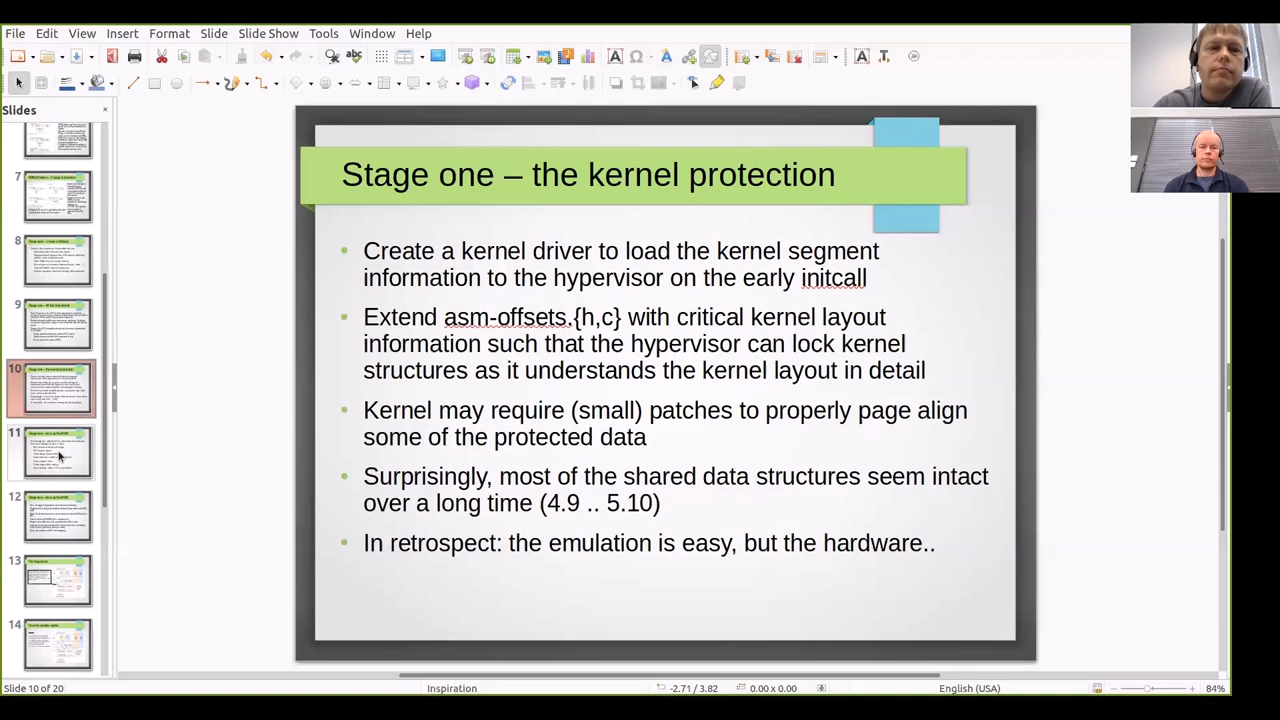 File Edit View Insert Format Slide Slide Show Tools Window Help
Slides
Stage one – the kernel protection
• Create a kernel driver to load the kernel segment
information to the hypervisor on the early initcall
• Extend asm-offsets.{h,c} with critical kernel layout
information such that the hypervisor can lock kernel
structures as it understands the kernel layout in detail
• Kernel may require (small) patches to properly page align
some of the protected data
• Surprisingly, most of the shared data structures seem intact
over a long time (4.9 .. 5.10)
• In retrospect: the emulation is easy, but the hardware..
7
8
9
10
11
12
13
14
Slide 10 of 20 Inspiration -2.71 / 3.82 0.00 x 0.00 English (USA) 84%